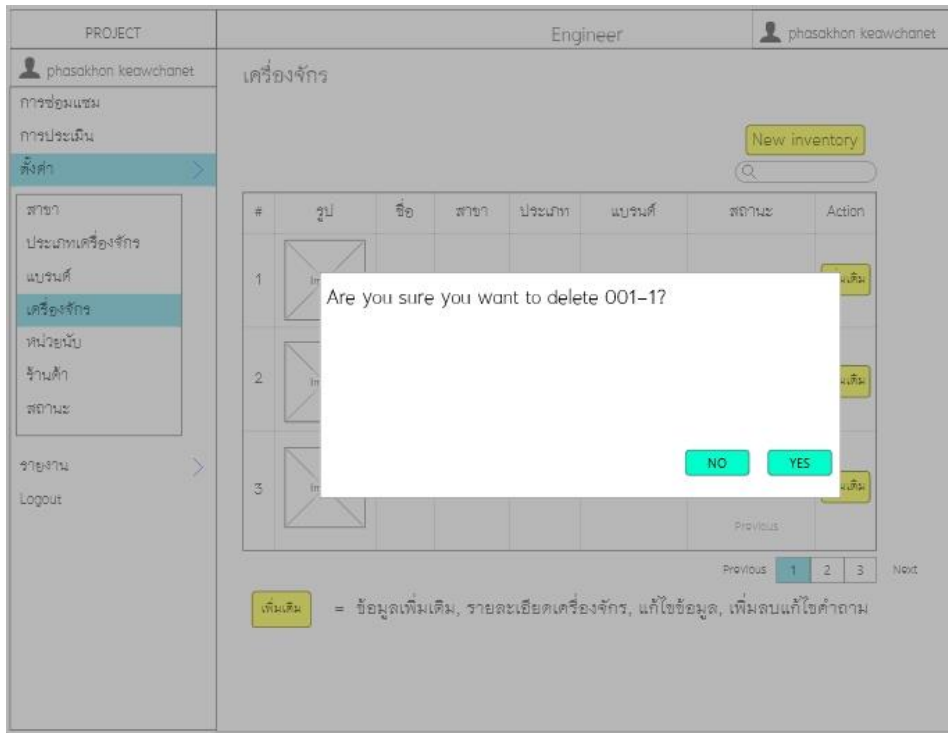 PROJECT
Engineer
phasakhon keawchanet
phasakhon keawchanet
การซ่อมแซม
การประเมิน
ตั้งค่า
สาขา
ประเภทเครื่องจักร
แบรนด์
เครื่องจักร
หน่วยนับ
ร้านค้า
สถานะ
รายงาน
Logout
เครื่องจักร
New inventory
# รูป ชื่อ สาขา ประเภท แบรนด์ สถานะ Action
1
Are you sure you want to delete 001-1?
2
NO YES
3
Previous
Previous 1 2 3 Next
เพิ่มเติม = ข้อมูลเพิ่มเติม, รายละเอียดเครื่องจักร, แก้ไขข้อมูล, เพิ่มลบแก้ไขคำถาม